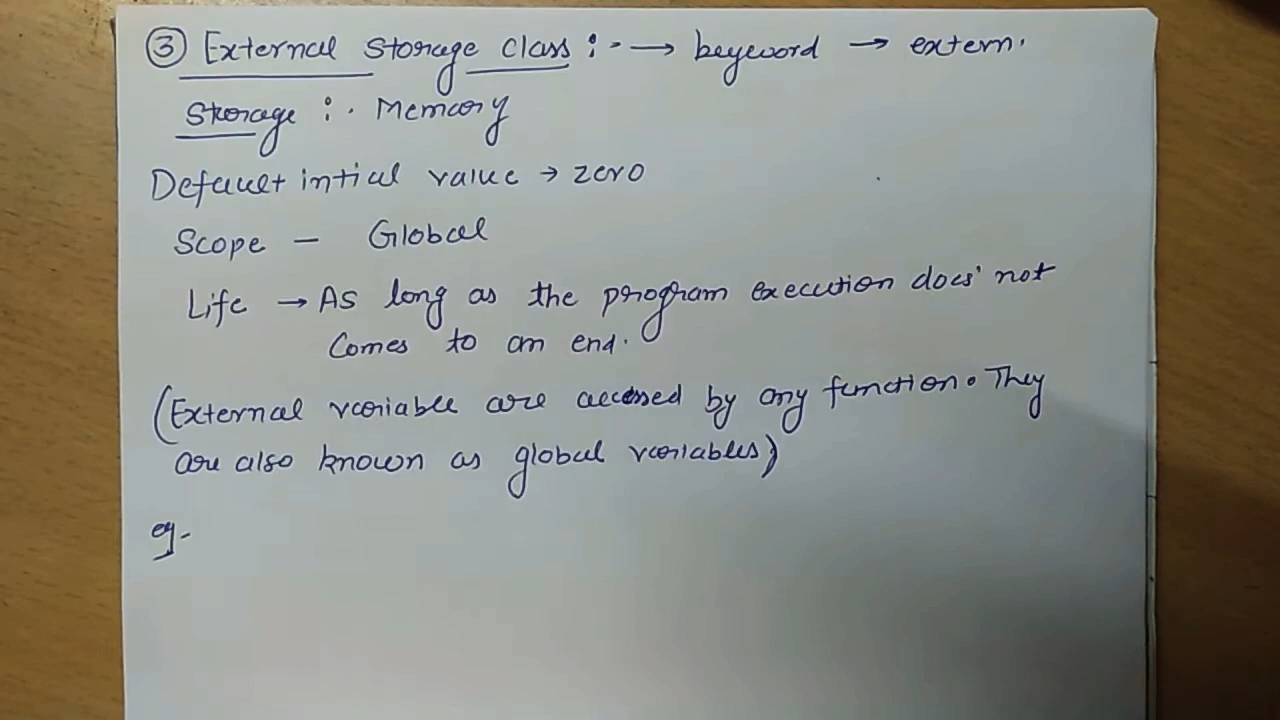 ③ External Storage Class :- → keyword → extern.
Storage :- Memory
Default intial value → zero
Scope - Global
Life → As long as the program execution does not
Comes to an end.
(External variable are accessed by any function. They
are also known as global variables)
eg-